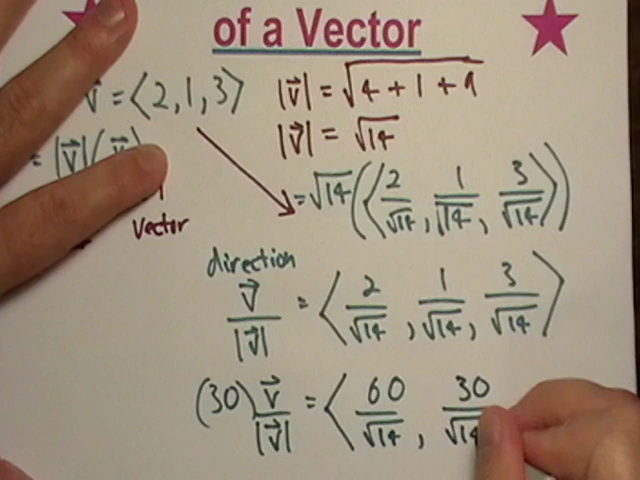 of a Vector
v⃗ = ⟨2, 1, 3⟩ |v⃗| = √4 + 1 + 9
|v⃗| = √14
= |v⃗|(v⃗
= √14(⟨2/√14, 1/√14, 3/√14⟩)
vector
direction
v⃗/|v⃗| = ⟨2/√14, 1/√14, 3/√14⟩
(30) v⃗/|v⃗| = ⟨60/√14, 30/√14